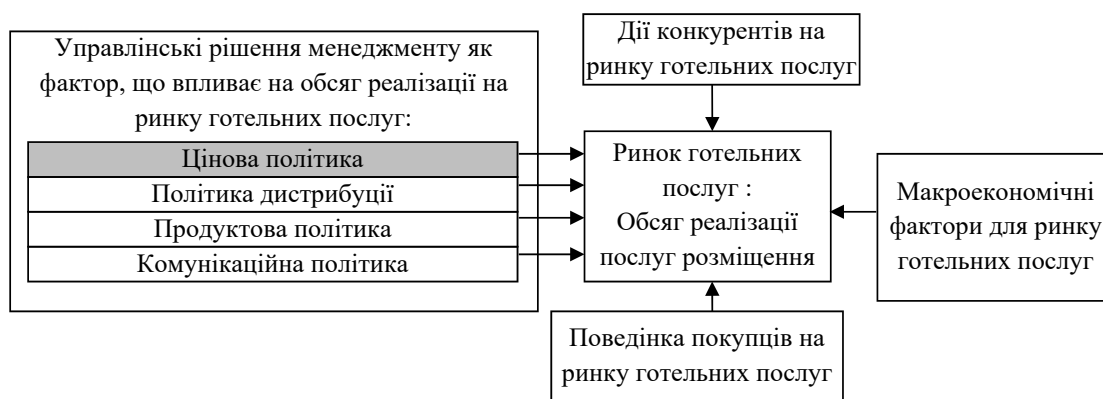 Управлінські рішення менеджменту як
фактор, що впливає на обсяг реалізації на
ринку готельних послуг:
Цінова політика
Політика дистрибуції
Продуктова політика
Комунікаційна політика
Дії конкурентів на
ринку готельних послуг
Ринок готельних
послуг :
Обсяг реалізації
послуг розміщення
Макроекономічні
фактори для ринку
готельних послуг
Поведінка покупців на
ринку готельних послуг